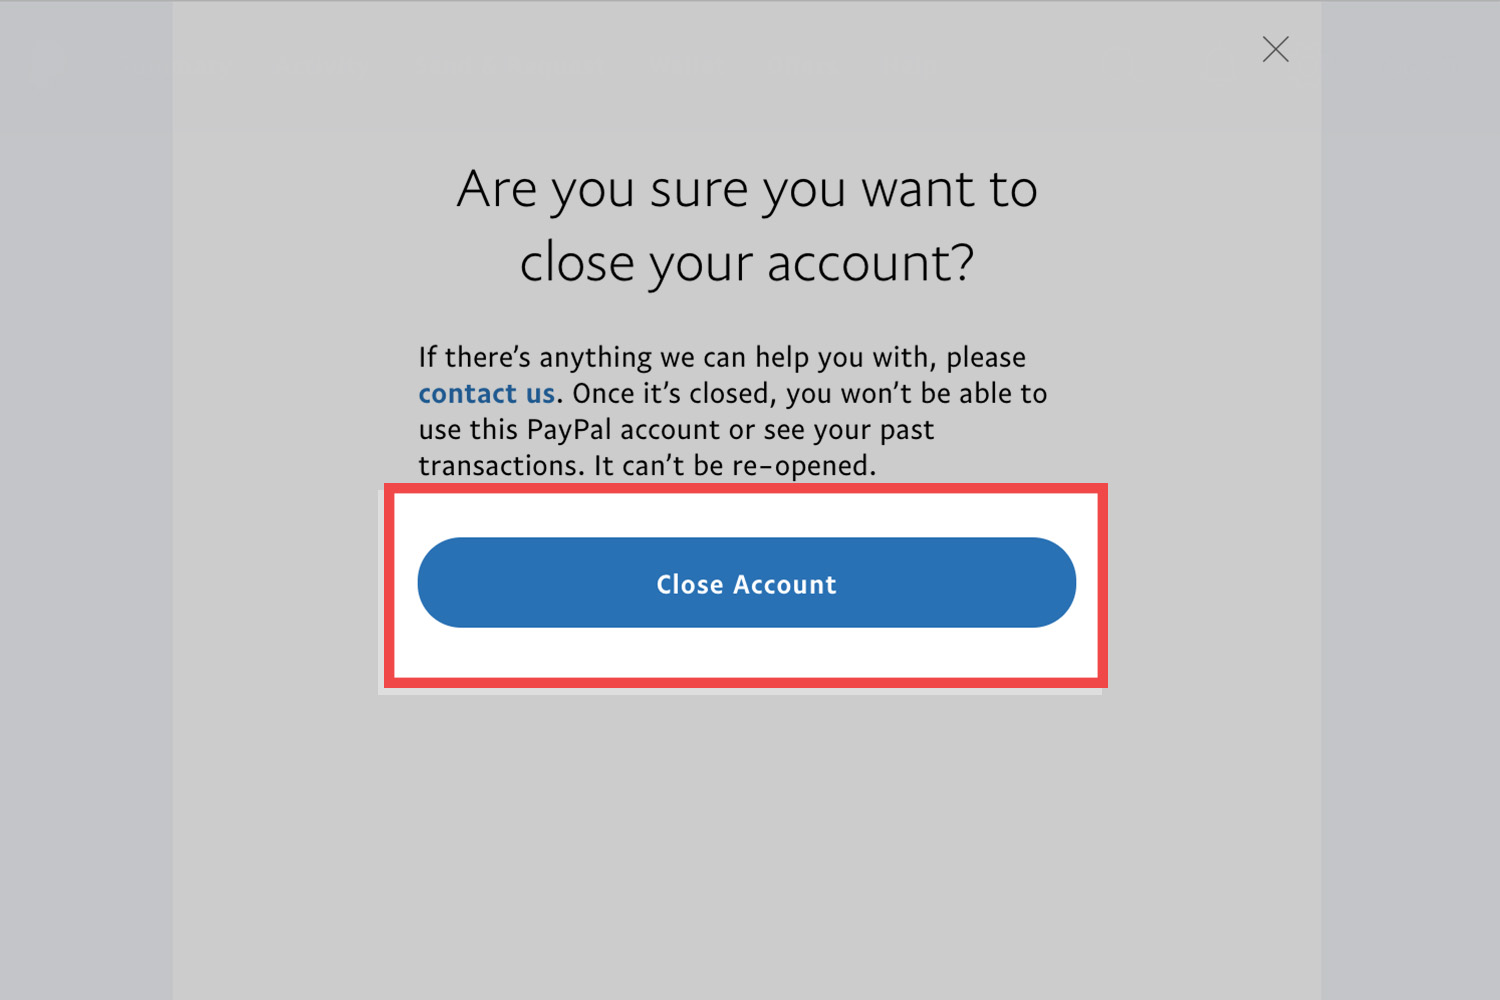 Are you sure you want to
close your account?
If there’s anything we can help you with, please
contact us. Once it’s closed, you won’t be able to
use this PayPal account or see your past
transactions. It can’t be re-opened.
Close Account